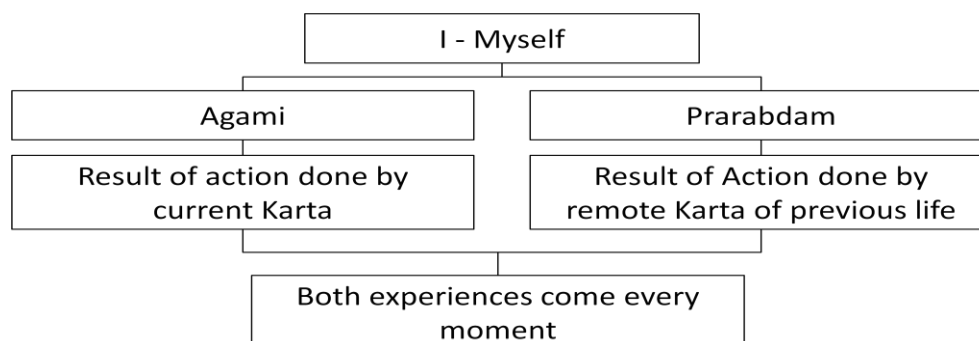 I - Myself
Agami
Prarabdam
Result of action done by
current Karta
Result of Action done by
remote Karta of previous life
Both experiences come every
moment